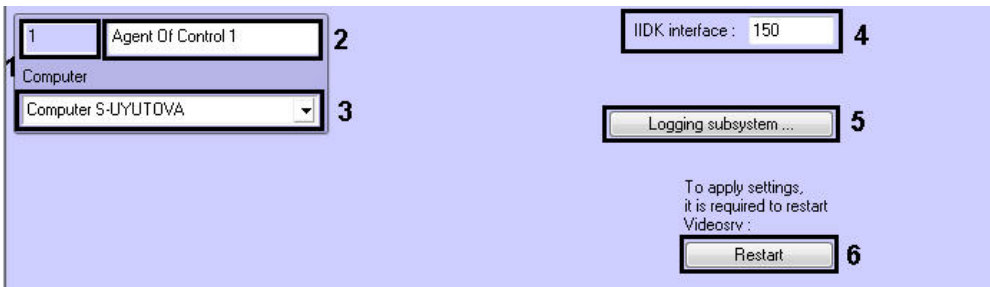 1 Agent Of Control 1 2
1
Computer
Computer S-UYUTOVA 3
IIDK interface : 150 4
Logging subsystem ... 5
To apply settings,
it is required to restart
Videosrv :
Restart 6